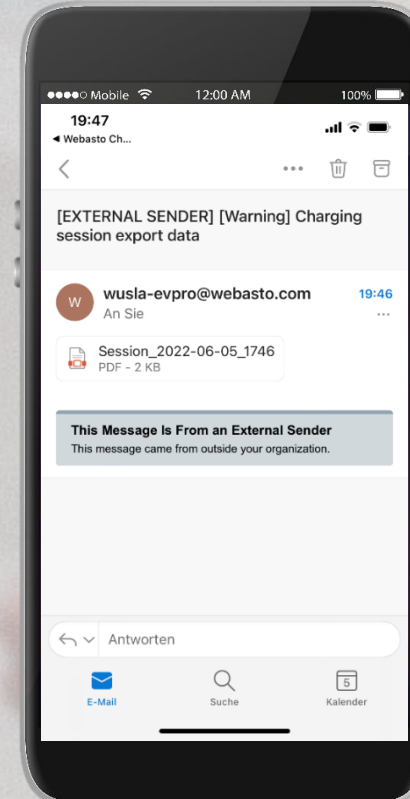 Mobile 12:00 AM 100%
19:47
Webasto Ch...
[EXTERNAL SENDER] [Warning] Charging
session export data
W
wusla-evpro@webasto.com 19:46
An Sie
Session_2022-06-05_1746
PDF - 2 KB
This Message Is From an External Sender
This message came from outside your organization.
Antworten
5
E-Mail Suche Kalender